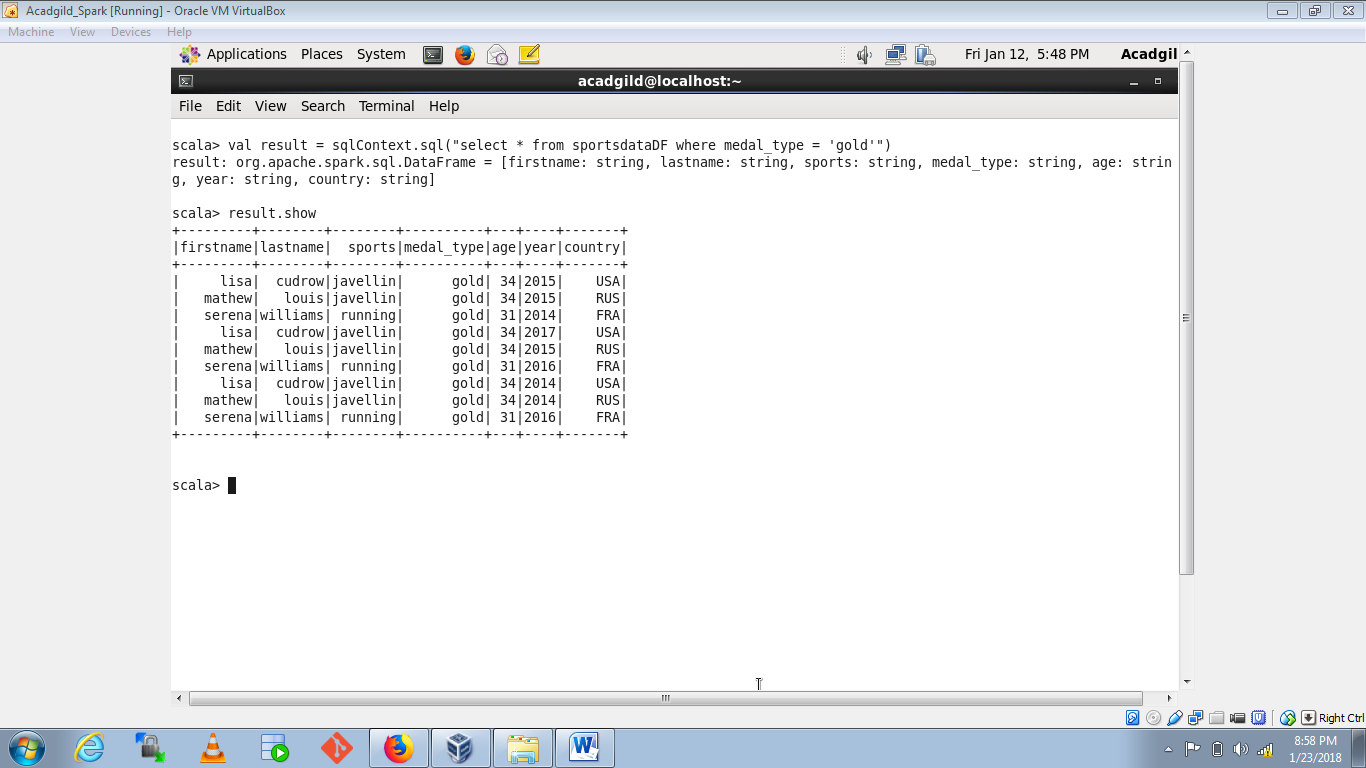 Acadgild_Spark [Running] - Oracle VM VirtualBox
Machine View Devices Help
Applications Places System Fri Jan 12, 5:48 PM Acadgil
acadgild@localhost:~
File Edit View Search Terminal Help
scala> val result = sqlContext.sql("select * from sportsdataDF where medal_type = 'gold'")
result: org.apache.spark.sql.DataFrame = [firstname: string, lastname: string, sports: string, medal_type: string, age: strin
g, year: string, country: string]
scala> result.show
+---------+--------+--------+----------+---+----+-------+
|firstname|lastname|  sports|medal_type|age|year|country|
+---------+--------+--------+----------+---+----+-------+
|     lisa|  cudrow|javellin|      gold| 34|2015|    USA|
|   mathew|   louis|javellin|      gold| 34|2015|    RUS|
|   serena|williams| running|      gold| 31|2014|    FRA|
|     lisa|  cudrow|javellin|      gold| 34|2017|    USA|
|   mathew|   louis|javellin|      gold| 34|2015|    RUS|
|   serena|williams| running|      gold| 31|2016|    FRA|
|     lisa|  cudrow|javellin|      gold| 34|2014|    USA|
|   mathew|   louis|javellin|      gold| 34|2014|    RUS|
|   serena|williams| running|      gold| 31|2016|    FRA|
+---------+--------+--------+----------+---+----+-------+
scala>
Right Ctrl
8:58 PM
1/23/2018